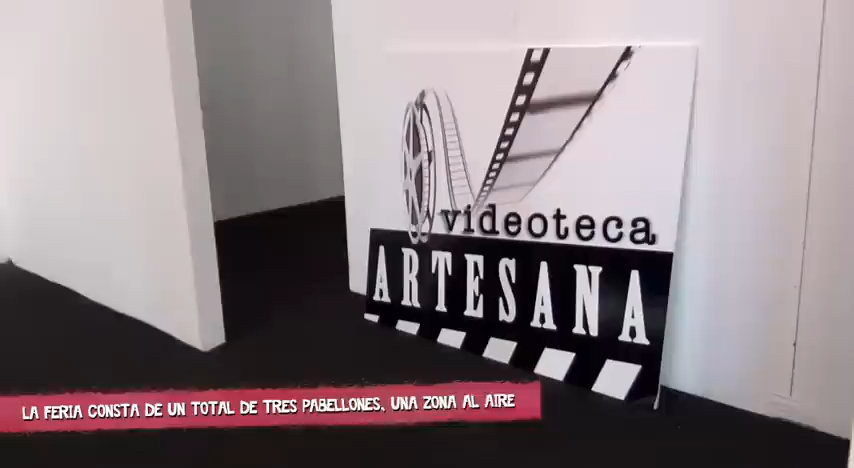 videoteca
ARTESANA
LA FERIA CONSTA DE UN TOTAL DE TRES PABELLONES, UNA ZONA AL AIRE